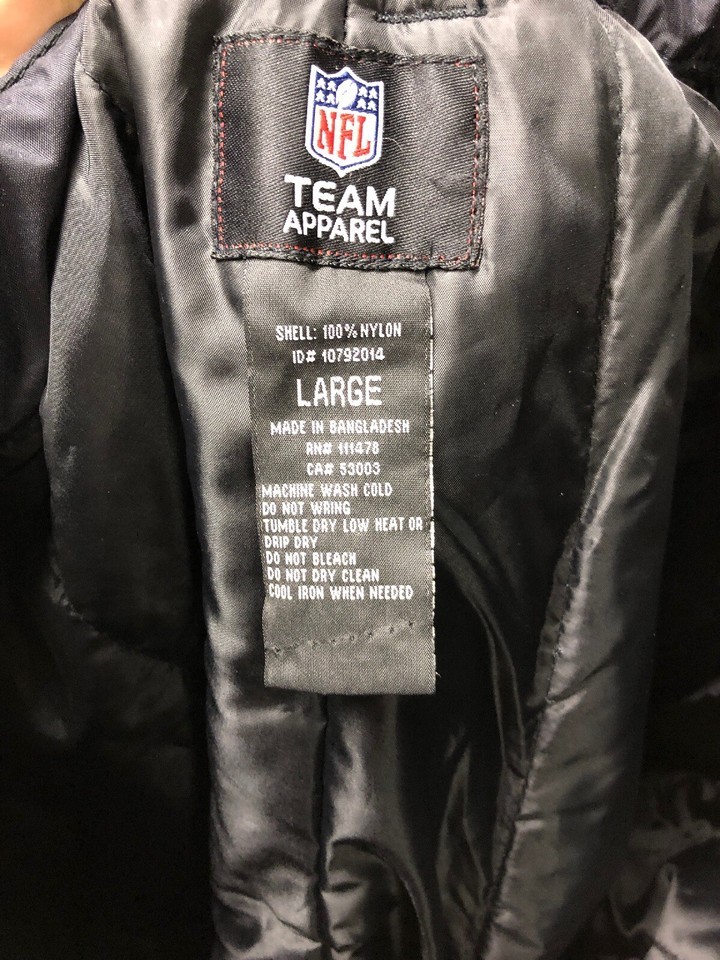 NFL
TEAM
APPAREL
SHELL: 100% NYLON
ID# 10792014
LARGE
MADE IN BANGLADESH
RN# 111478
CA# 53003
MACHINE WASH COLD
DO NOT WRING
TUMBLE DRY LOW HEAT OR
DRIP DRY
DO NOT BLEACH
DO NOT DRY CLEAN
COOL IRON WHEN NEEDED